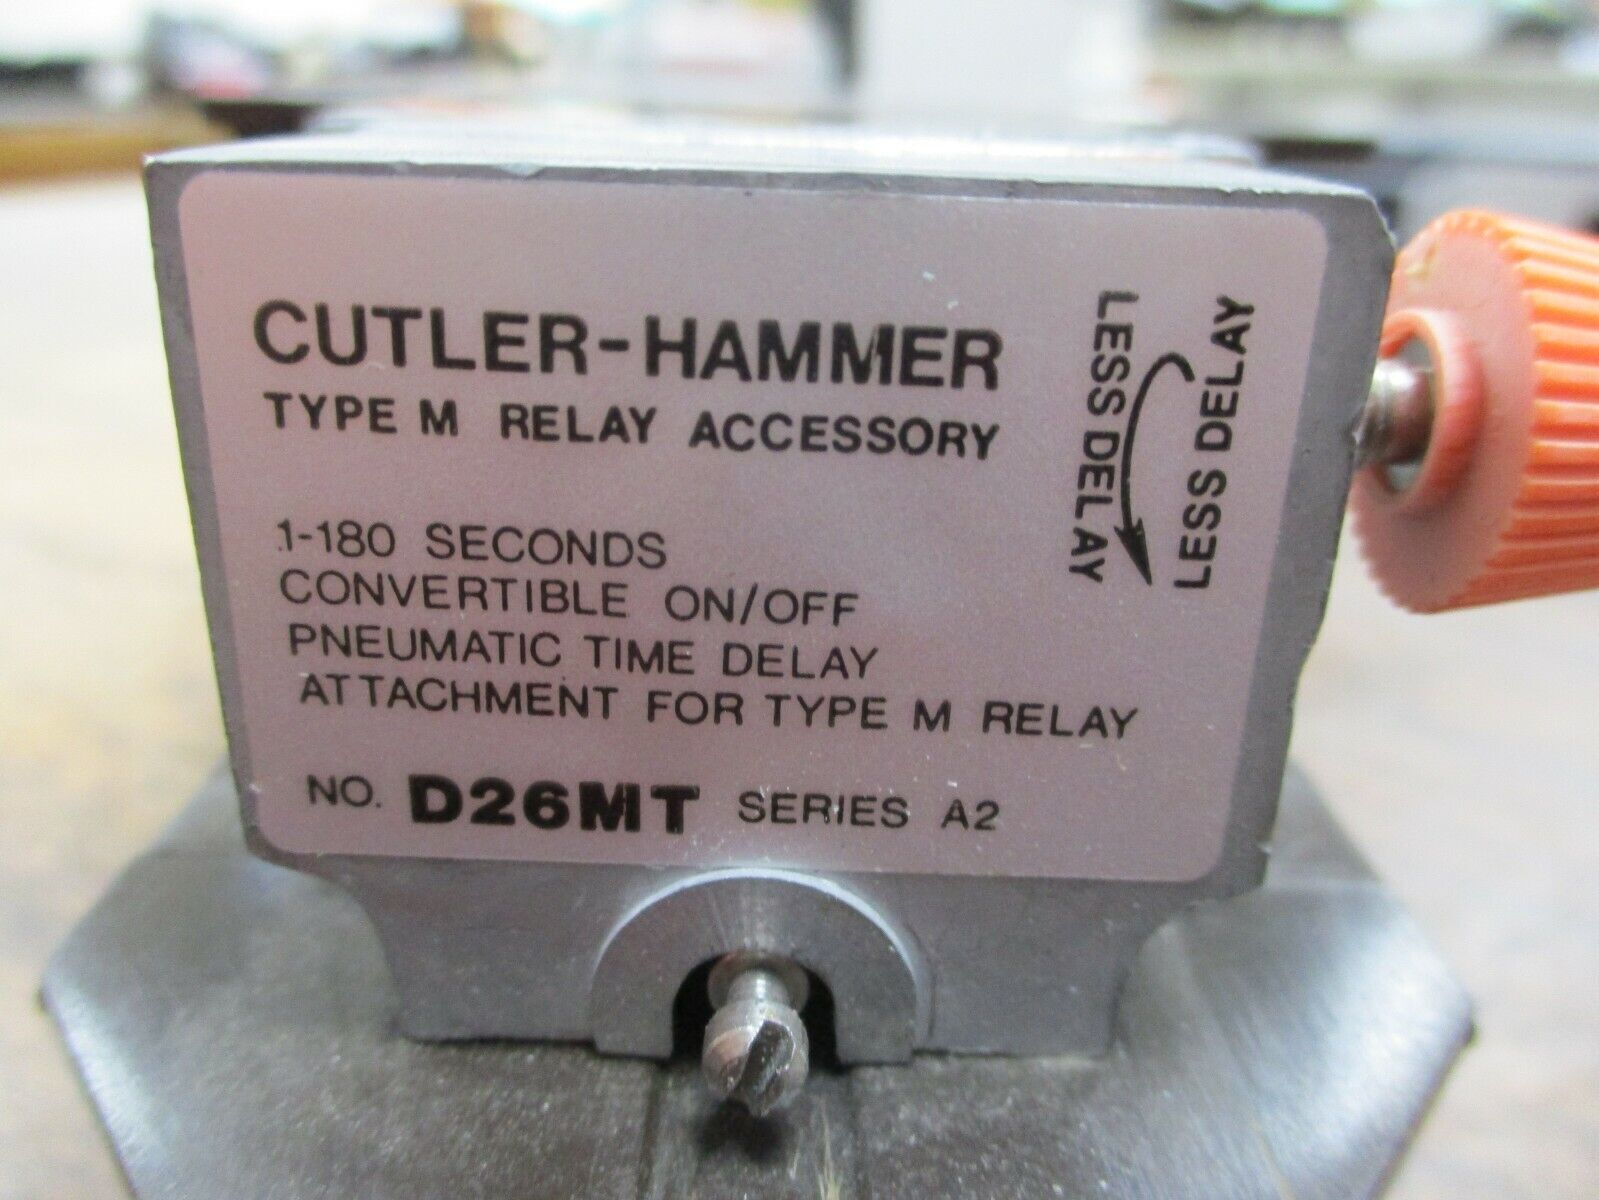 CUTLER-HAMMER
TYPE M RELAY ACCESSORY
.1-180 SECONDS
CONVERTIBLE ON/OFF
PNEUMATIC TIME DELAY
ATTACHMENT FOR TYPE M RELAY
NO. D26MT SERIES A2
LESS DELAY
LESS DELAY